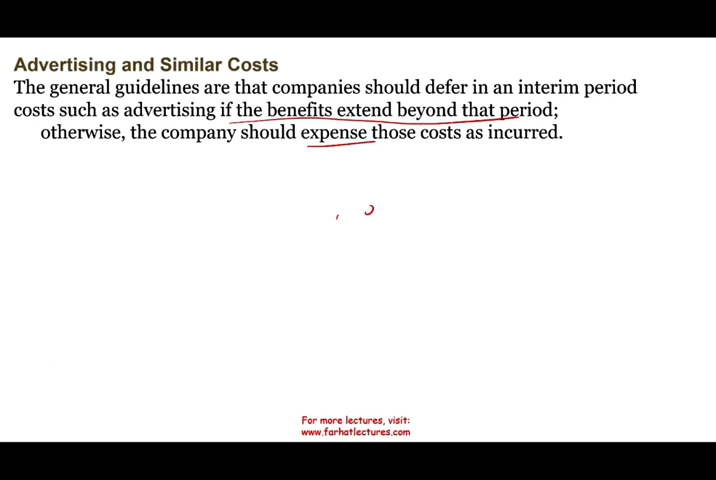 Advertising and Similar Costs
The general guidelines are that companies should defer in an interim period
costs such as advertising if the benefits extend beyond that period;
otherwise, the company should expense those costs as incurred.
For more lectures, visit:
www.farhatlectures.com